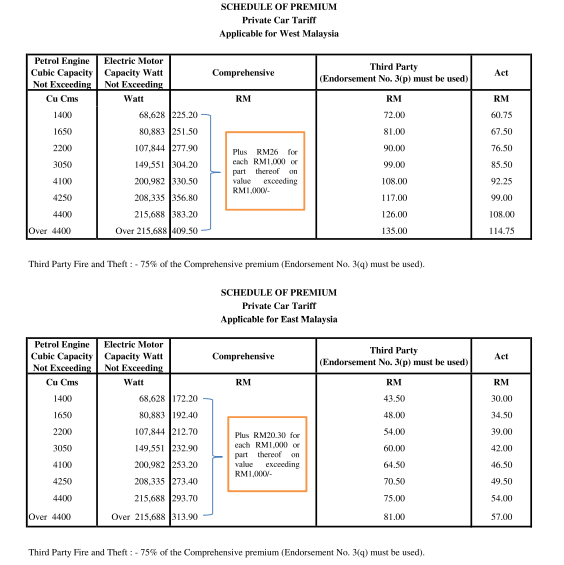 SCHEDULE OF PREMIUM
Private Car Tariff
Applicable for West Malaysia
Petrol Engine Cubic Capacity Not Exceeding Electric Motor Capacity Watt Not Exceeding Comprehensive Third Party (Endorsement No. 3(p) must be used) Act
Cu Cms Watt RM RM RM
1400 68,628 225.20 72.00 60.75
1650 80,883 251.50 81.00 67.50
2200 107,844 277.90 90.00 76.50
3050 149,551 304.20 99.00 85.50
4100 200,982 330.50 108.00 92.25
4250 208,335 356.80 117.00 99.00
4400 215,688 383.20 126.00 108.00
Over 4400 Over 215,688 409.50 135.00 114.75
Plus RM26 for
each RM1,000 or
part thereof on
value exceeding
RM1,000/-
Third Party Fire and Theft : - 75% of the Comprehensive premium (Endorsement No. 3(q) must be used).
SCHEDULE OF PREMIUM
Private Car Tariff
Applicable for East Malaysia
Petrol Engine Cubic Capacity Not Exceeding Electric Motor Capacity Watt Not Exceeding Comprehensive Third Party (Endorsement No. 3(p) must be used) Act
Cu Cms Watt RM RM RM
1400 68,628 172.20 43.50 30.00
1650 80,883 192.40 48.00 34.50
2200 107,844 212.70 54.00 39.00
3050 149,551 232.90 60.00 42.00
4100 200,982 253.20 64.50 46.50
4250 208,335 273.40 70.50 49.50
4400 215,688 293.70 75.00 54.00
Over 4400 Over 215,688 313.90 81.00 57.00
Plus RM20.30 for
each RM1,000 or
part thereof on
value exceeding
RM1,000/-
Third Party Fire and Theft : - 75% of the Comprehensive premium (Endorsement No. 3(q) must be used).